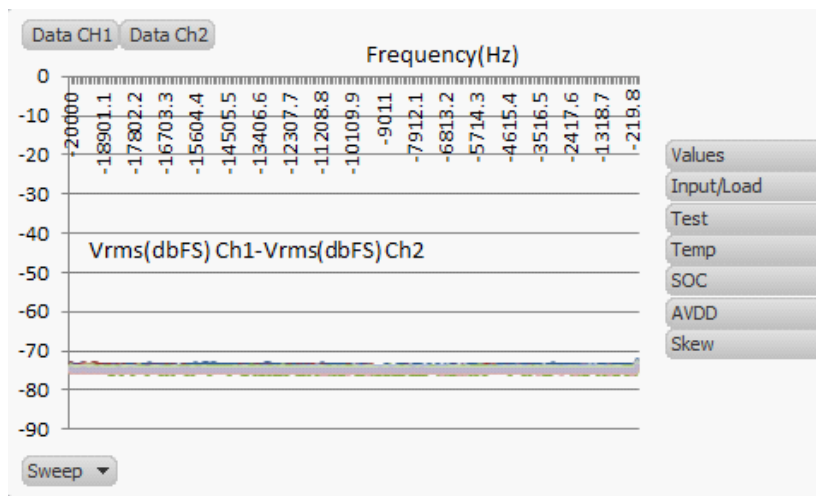 Data CH1 Data Ch2
Frequency(Hz)
0
-10
-20
-30
-40
-50
-60
-70
-80
-90
-20000
-18901.1
-17802.2
-16703.3
-15604.4
-14505.5
-13406.6
-12307.7
-11208.8
-10109.9
-9011
-7912.1
-6813.2
-5714.3
-4615.4
-3516.5
-2417.6
-1318.7
-219.8
Vrms(dbFS) Ch1-Vrms(dbFS) Ch2
Values
Input/Load
Test
Temp
SOC
AVDD
Skew
Sweep